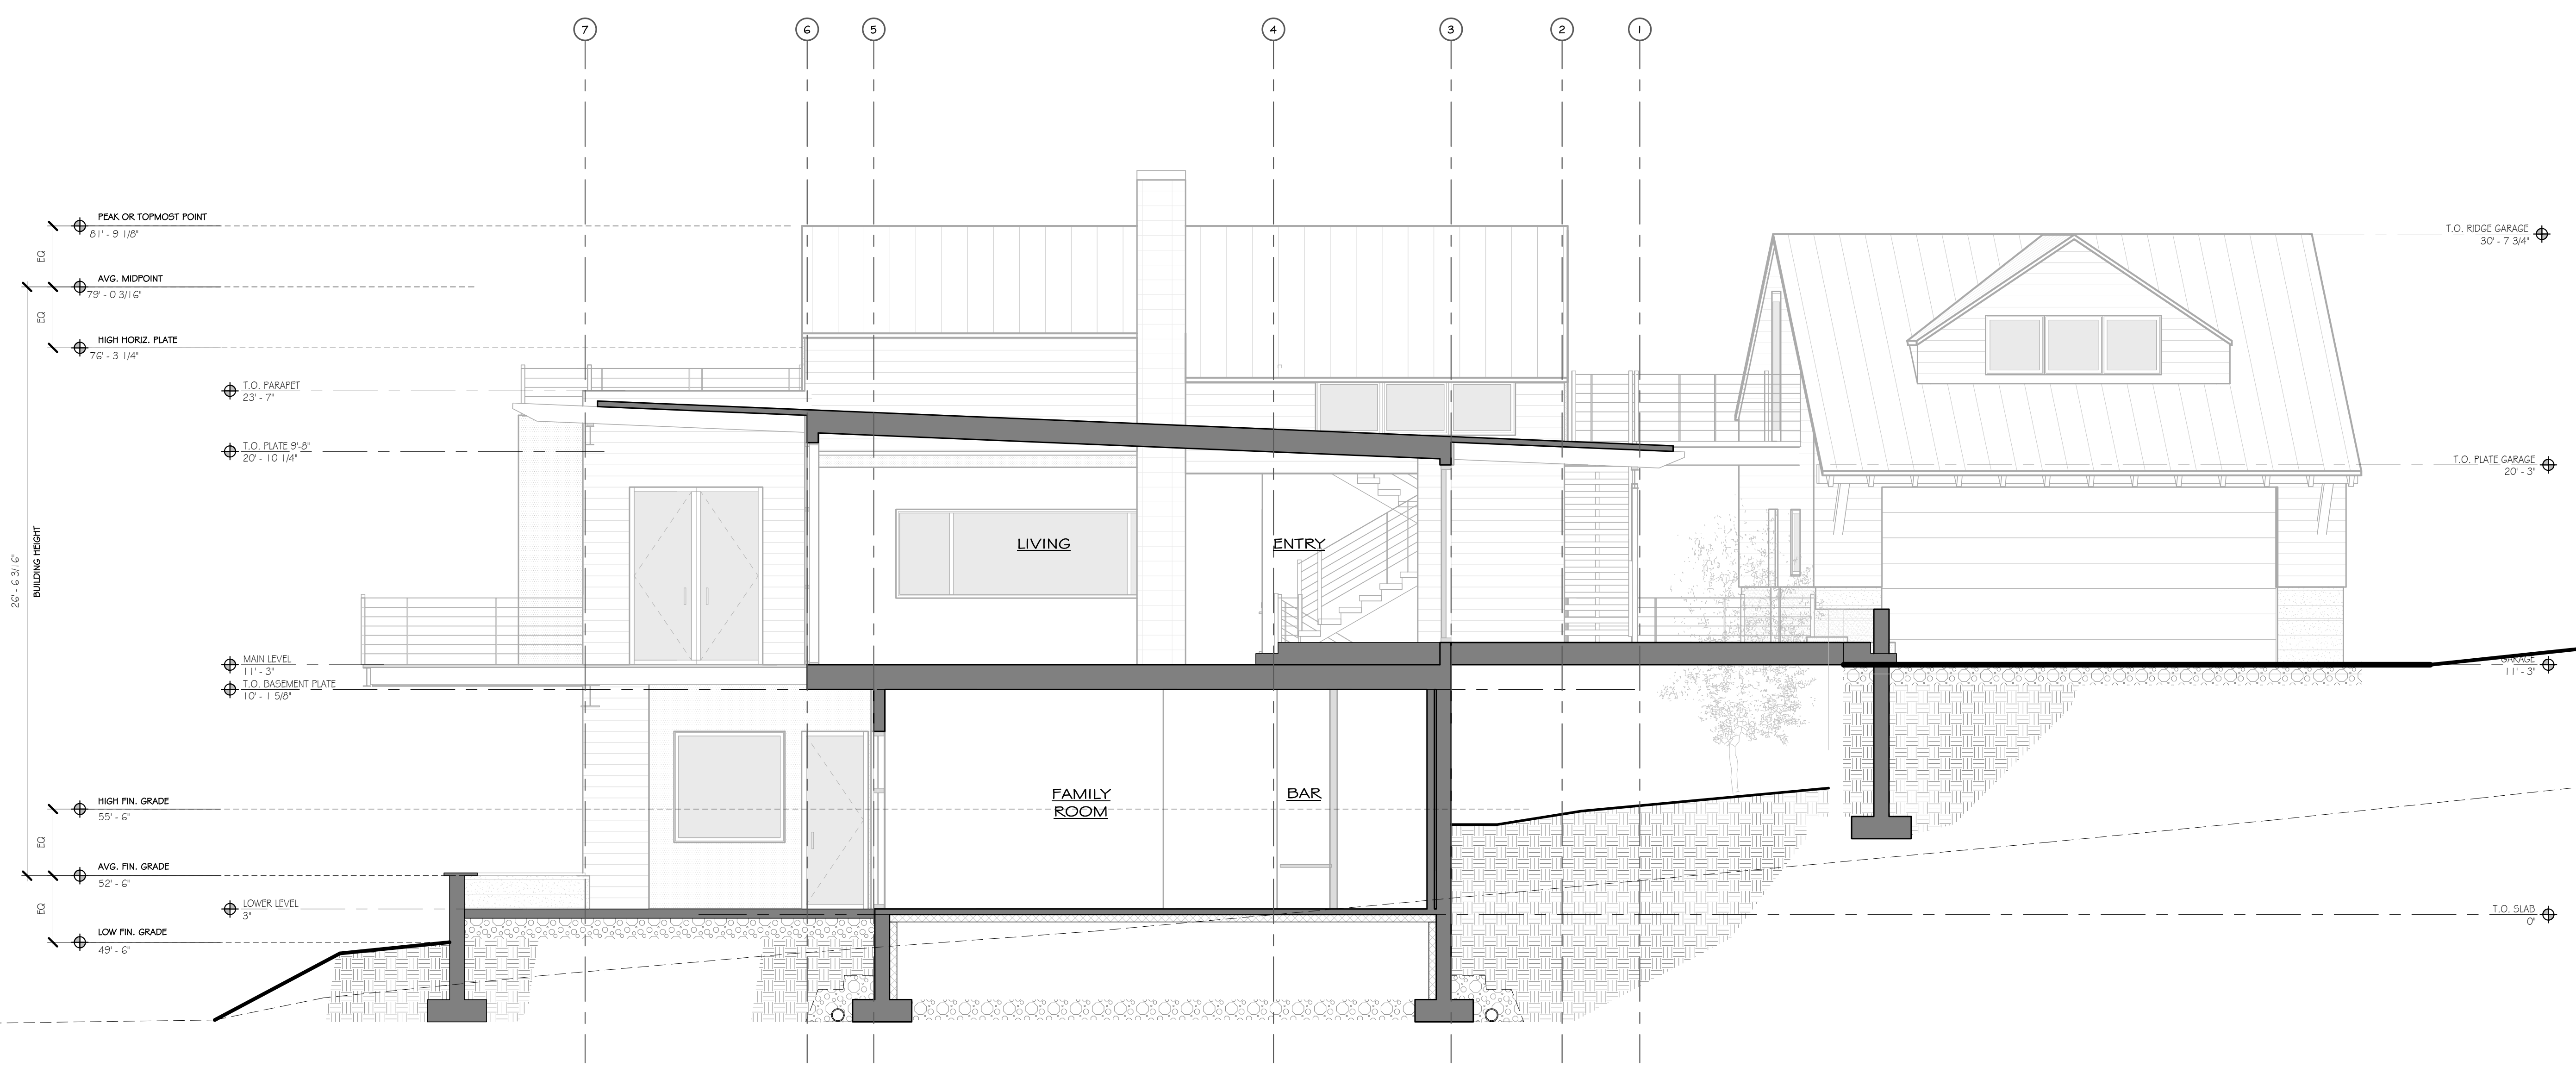 7 6 5 4 3 2 1
PEAK OR TOPMOST POINT
81' - 9 1/8"
EQ
AVG. MIDPOINT
79' - 0 3/16"
EQ
HIGH HORIZ. PLATE
76' - 3 1/4"
T.O. PARAPET
23' - 7"
T.O. PLATE 9'-8"
20' - 10 1/4"
26' - 6 3/16"
BUILDING HEIGHT
MAIN LEVEL
11' - 3"
T.O. BASEMENT PLATE
10' - 1 5/8"
HIGH FIN. GRADE
55' - 6"
EQ
AVG. FIN. GRADE
52' - 6"
EQ
LOWER LEVEL
3"
LOW FIN. GRADE
49' - 6"
LIVING
ENTRY
FAMILY
ROOM
BAR
T.O. RIDGE GARAGE
30' - 7 3/4"
T.O. PLATE GARAGE
20' - 3"
GARAGE
11' - 3"
T.O. SLAB
0"